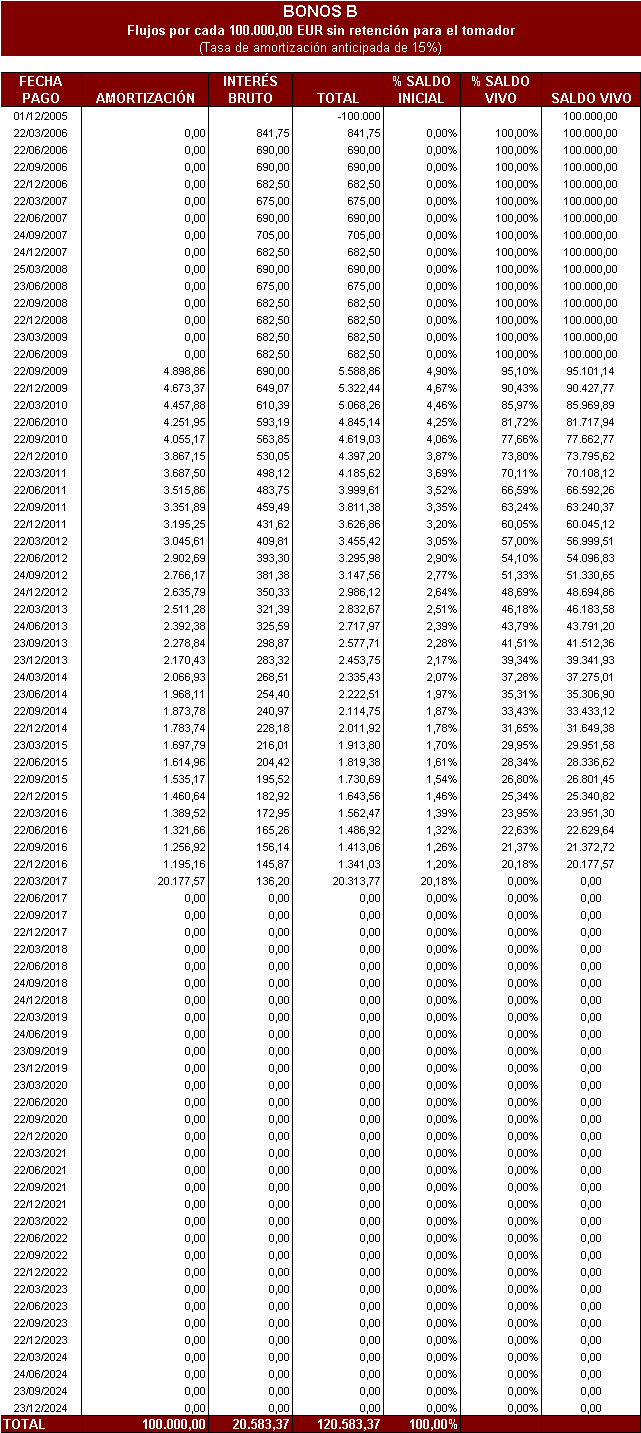 BONOS B
Flujos por cada 100.000,00 EUR sin retención para el tomador
(Tasa de amortización anticipada de 15%)
FECHA PAGO AMORTIZACIÓN INTERÉS BRUTO TOTAL % SALDO INICIAL % SALDO VIVO SALDO VIVO
01/12/2005 -100.000 100.000,00
22/03/2006 0,00 841,75 841,75 0,00% 100,00% 100.000,00
22/06/2006 0,00 690,00 690,00 0,00% 100,00% 100.000,00
22/09/2006 0,00 690,00 690,00 0,00% 100,00% 100.000,00
22/12/2006 0,00 682,50 682,50 0,00% 100,00% 100.000,00
22/03/2007 0,00 675,00 675,00 0,00% 100,00% 100.000,00
22/06/2007 0,00 690,00 690,00 0,00% 100,00% 100.000,00
24/09/2007 0,00 705,00 705,00 0,00% 100,00% 100.000,00
24/12/2007 0,00 682,50 682,50 0,00% 100,00% 100.000,00
25/03/2008 0,00 690,00 690,00 0,00% 100,00% 100.000,00
23/06/2008 0,00 675,00 675,00 0,00% 100,00% 100.000,00
22/09/2008 0,00 682,50 682,50 0,00% 100,00% 100.000,00
22/12/2008 0,00 682,50 682,50 0,00% 100,00% 100.000,00
23/03/2009 0,00 682,50 682,50 0,00% 100,00% 100.000,00
22/06/2009 0,00 682,50 682,50 0,00% 100,00% 100.000,00
22/09/2009 4.898,86 690,00 5.588,86 4,90% 95,10% 95.101,14
22/12/2009 4.673,37 649,07 5.322,44 4,67% 90,43% 90.427,77
22/03/2010 4.457,88 610,39 5.068,26 4,46% 85,97% 85.969,89
22/06/2010 4.251,95 593,19 4.845,14 4,25% 81,72% 81.717,94
22/09/2010 4.055,17 563,85 4.619,03 4,06% 77,66% 77.662,77
22/12/2010 3.867,15 530,05 4.397,20 3,87% 73,80% 73.795,62
22/03/2011 3.687,50 498,12 4.185,62 3,69% 70,11% 70.108,12
22/06/2011 3.515,86 483,75 3.999,61 3,52% 66,59% 66.592,26
22/09/2011 3.351,89 459,49 3.811,38 3,35% 63,24% 63.240,37
22/12/2011 3.195,25 431,62 3.626,86 3,20% 60,05% 60.045,12
22/03/2012 3.045,61 409,81 3.455,42 3,05% 57,00% 56.999,51
22/06/2012 2.902,69 393,30 3.295,98 2,90% 54,10% 54.096,83
24/09/2012 2.766,17 381,38 3.147,56 2,77% 51,33% 51.330,65
24/12/2012 2.635,79 350,33 2.986,12 2,64% 48,69% 48.694,86
22/03/2013 2.511,28 321,39 2.832,67 2,51% 46,18% 46.183,58
24/06/2013 2.392,38 325,59 2.717,97 2,39% 43,79% 43.791,20
23/09/2013 2.278,84 298,87 2.577,71 2,28% 41,51% 41.512,36
23/12/2013 2.170,43 283,32 2.453,75 2,17% 39,34% 39.341,93
24/03/2014 2.066,93 268,51 2.335,43 2,07% 37,28% 37.275,01
23/06/2014 1.968,11 254,40 2.222,51 1,97% 35,31% 35.306,90
22/09/2014 1.873,78 240,97 2.114,75 1,87% 33,43% 33.433,12
22/12/2014 1.783,74 228,18 2.011,92 1,78% 31,65% 31.649,38
23/03/2015 1.697,79 216,01 1.913,80 1,70% 29,95% 29.951,58
22/06/2015 1.614,96 204,42 1.819,38 1,61% 28,34% 28.336,62
22/09/2015 1.535,17 195,52 1.730,69 1,54% 26,80% 26.801,45
22/12/2015 1.460,64 182,92 1.643,56 1,46% 25,34% 25.340,82
22/03/2016 1.389,52 172,95 1.562,47 1,39% 23,95% 23.951,30
22/06/2016 1.321,66 165,26 1.486,92 1,32% 22,63% 22.629,64
22/09/2016 1.256,92 156,14 1.413,06 1,26% 21,37% 21.372,72
22/12/2016 1.195,16 145,87 1.341,03 1,20% 20,18% 20.177,57
22/03/2017 20.177,57 136,20 20.313,77 20,18% 0,00% 0,00
22/06/2017 0,00 0,00 0,00 0,00% 0,00% 0,00
22/09/2017 0,00 0,00 0,00 0,00% 0,00% 0,00
22/12/2017 0,00 0,00 0,00 0,00% 0,00% 0,00
22/03/2018 0,00 0,00 0,00 0,00% 0,00% 0,00
22/06/2018 0,00 0,00 0,00 0,00% 0,00% 0,00
24/09/2018 0,00 0,00 0,00 0,00% 0,00% 0,00
24/12/2018 0,00 0,00 0,00 0,00% 0,00% 0,00
22/03/2019 0,00 0,00 0,00 0,00% 0,00% 0,00
24/06/2019 0,00 0,00 0,00 0,00% 0,00% 0,00
23/09/2019 0,00 0,00 0,00 0,00% 0,00% 0,00
23/12/2019 0,00 0,00 0,00 0,00% 0,00% 0,00
23/03/2020 0,00 0,00 0,00 0,00% 0,00% 0,00
22/06/2020 0,00 0,00 0,00 0,00% 0,00% 0,00
22/09/2020 0,00 0,00 0,00 0,00% 0,00% 0,00
22/12/2020 0,00 0,00 0,00 0,00% 0,00% 0,00
22/03/2021 0,00 0,00 0,00 0,00% 0,00% 0,00
22/06/2021 0,00 0,00 0,00 0,00% 0,00% 0,00
22/09/2021 0,00 0,00 0,00 0,00% 0,00% 0,00
22/12/2021 0,00 0,00 0,00 0,00% 0,00% 0,00
22/03/2022 0,00 0,00 0,00 0,00% 0,00% 0,00
22/06/2022 0,00 0,00 0,00 0,00% 0,00% 0,00
22/09/2022 0,00 0,00 0,00 0,00% 0,00% 0,00
22/12/2022 0,00 0,00 0,00 0,00% 0,00% 0,00
22/03/2023 0,00 0,00 0,00 0,00% 0,00% 0,00
22/06/2023 0,00 0,00 0,00 0,00% 0,00% 0,00
22/09/2023 0,00 0,00 0,00 0,00% 0,00% 0,00
22/12/2023 0,00 0,00 0,00 0,00% 0,00% 0,00
22/03/2024 0,00 0,00 0,00 0,00% 0,00% 0,00
24/06/2024 0,00 0,00 0,00 0,00% 0,00% 0,00
23/09/2024 0,00 0,00 0,00 0,00% 0,00% 0,00
23/12/2024 0,00 0,00 0,00 0,00% 0,00% 0,00
TOTAL 100.000,00 20.583,37 120.583,37 100,00%